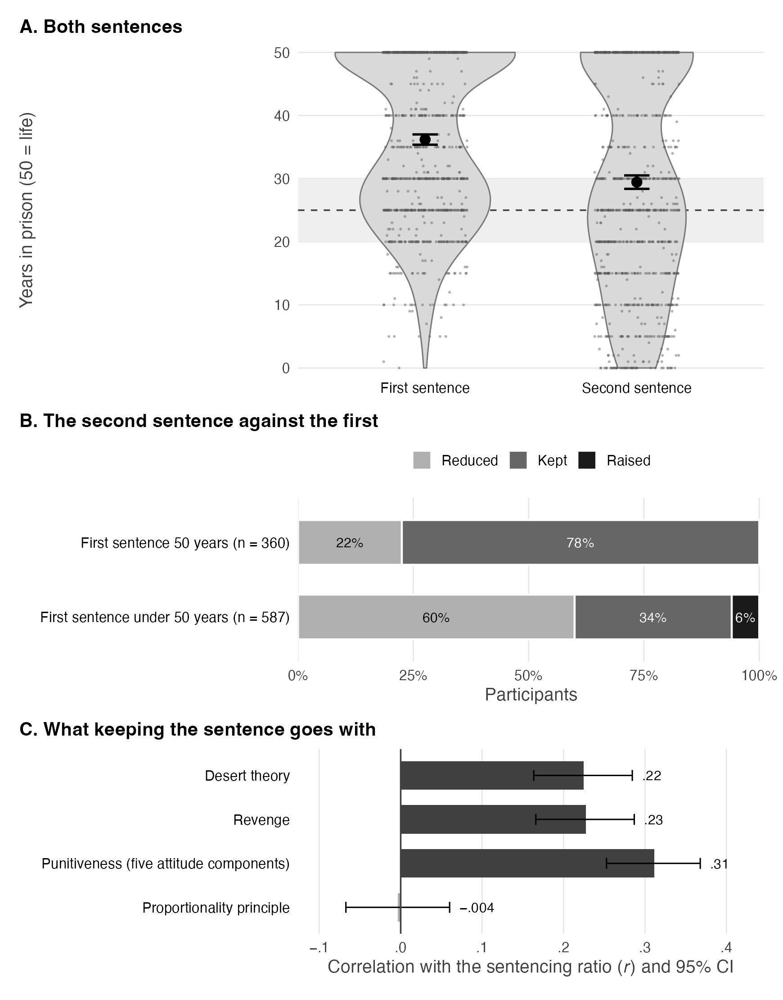 A. Both sentences
Years in prison (50 = life)
50
40
30
20
10
0
First sentence
Second sentence
B. The second sentence against the first
Reduced
Kept
Raised
First sentence 50 years (n = 360)
22%
78%
First sentence under 50 years (n = 587)
60%
34%
6%
0%
25%
50%
75%
100%
Participants
C. What keeping the sentence goes with
Desert theory
.22
Revenge
.23
Punitiveness (five attitude components)
.31
Proportionality principle
−.004
−.1
.0
.1
.2
.3
.4
Correlation with the sentencing ratio (r) and 95% CI